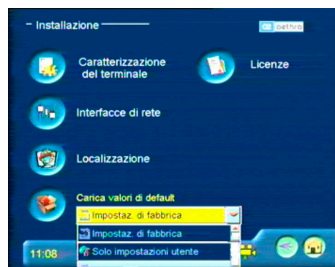 Installazione
Caratterizzazione
del terminale
Licenze
Interfacce di rete
Localizzazione
Carica valori di default
Impostaz. di fabbrica
Impostaz. di fabbrica
Solo impostazioni utente
11:08